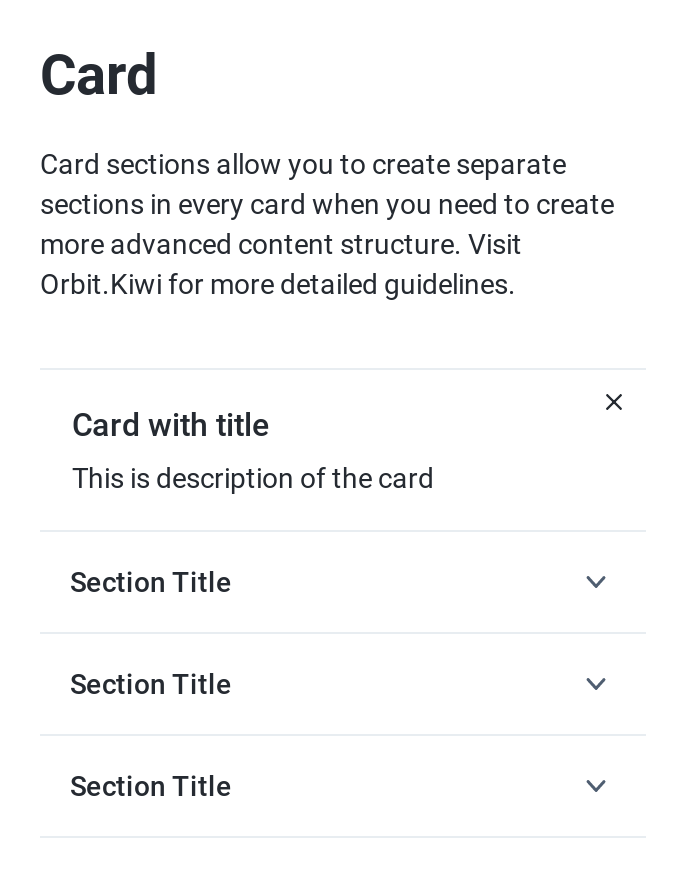 Card
Card sections allow you to create separate
sections in every card when you need to create
more advanced content structure. Visit
Orbit.Kiwi for more detailed guidelines.
Card with title
This is description of the card
Section Title
Section Title
Section Title